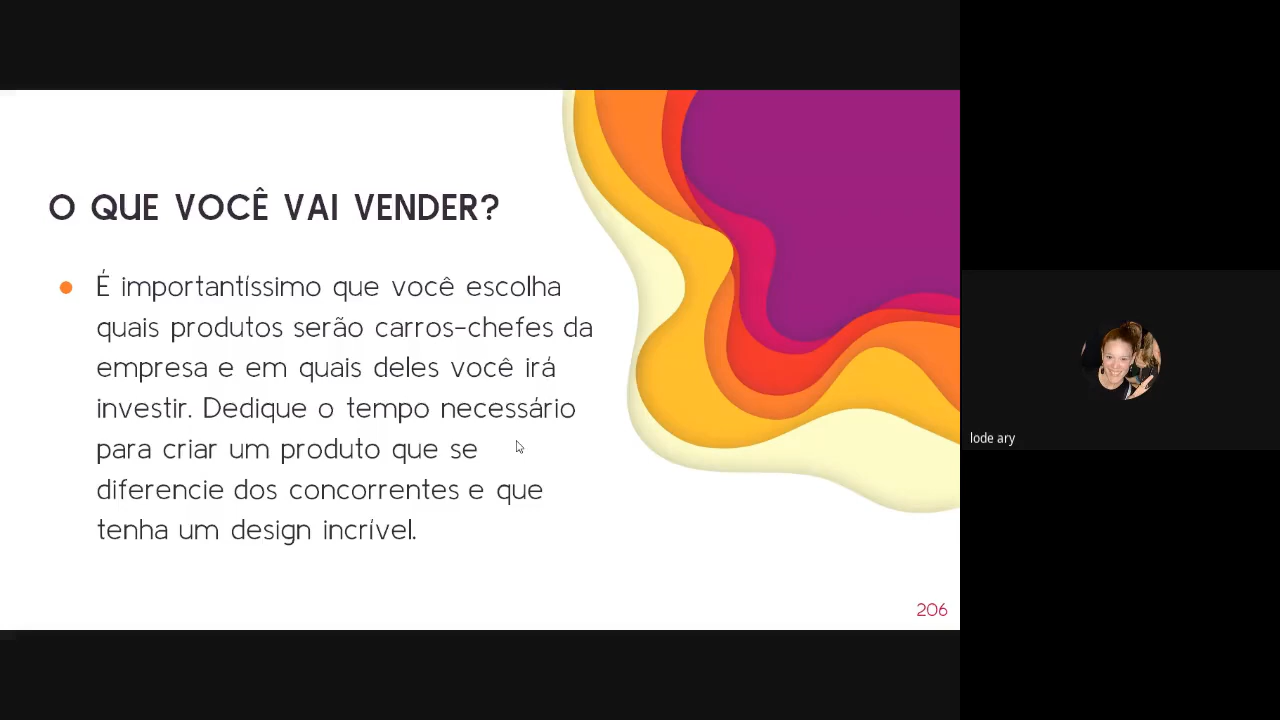 O QUE VOCÊ VAI VENDER?
É importantíssimo que você escolha
quais produtos serão carros-chefes da
empresa e em quais deles você irá
investir. Dedique o tempo necessário
para criar um produto que se
diferencie dos concorrentes e que
tenha um design incrível.
206
lode ary